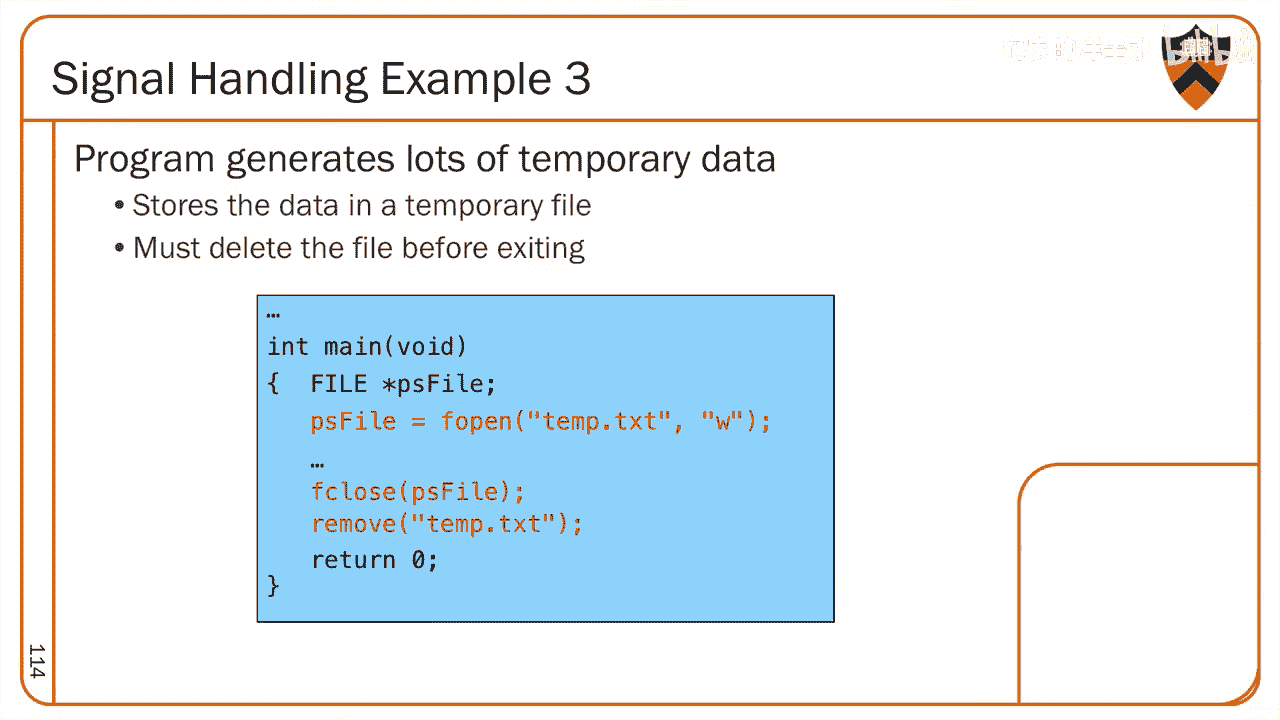 Signal Handling Example 3
Program generates lots of temporary data
• Stores the data in a temporary file
• Must delete the file before exiting
…
int main(void)
{  FILE *psFile;
   psFile = fopen("temp.txt", "w");
   …
   fclose(psFile);
   remove("temp.txt");
   return 0;
}
114